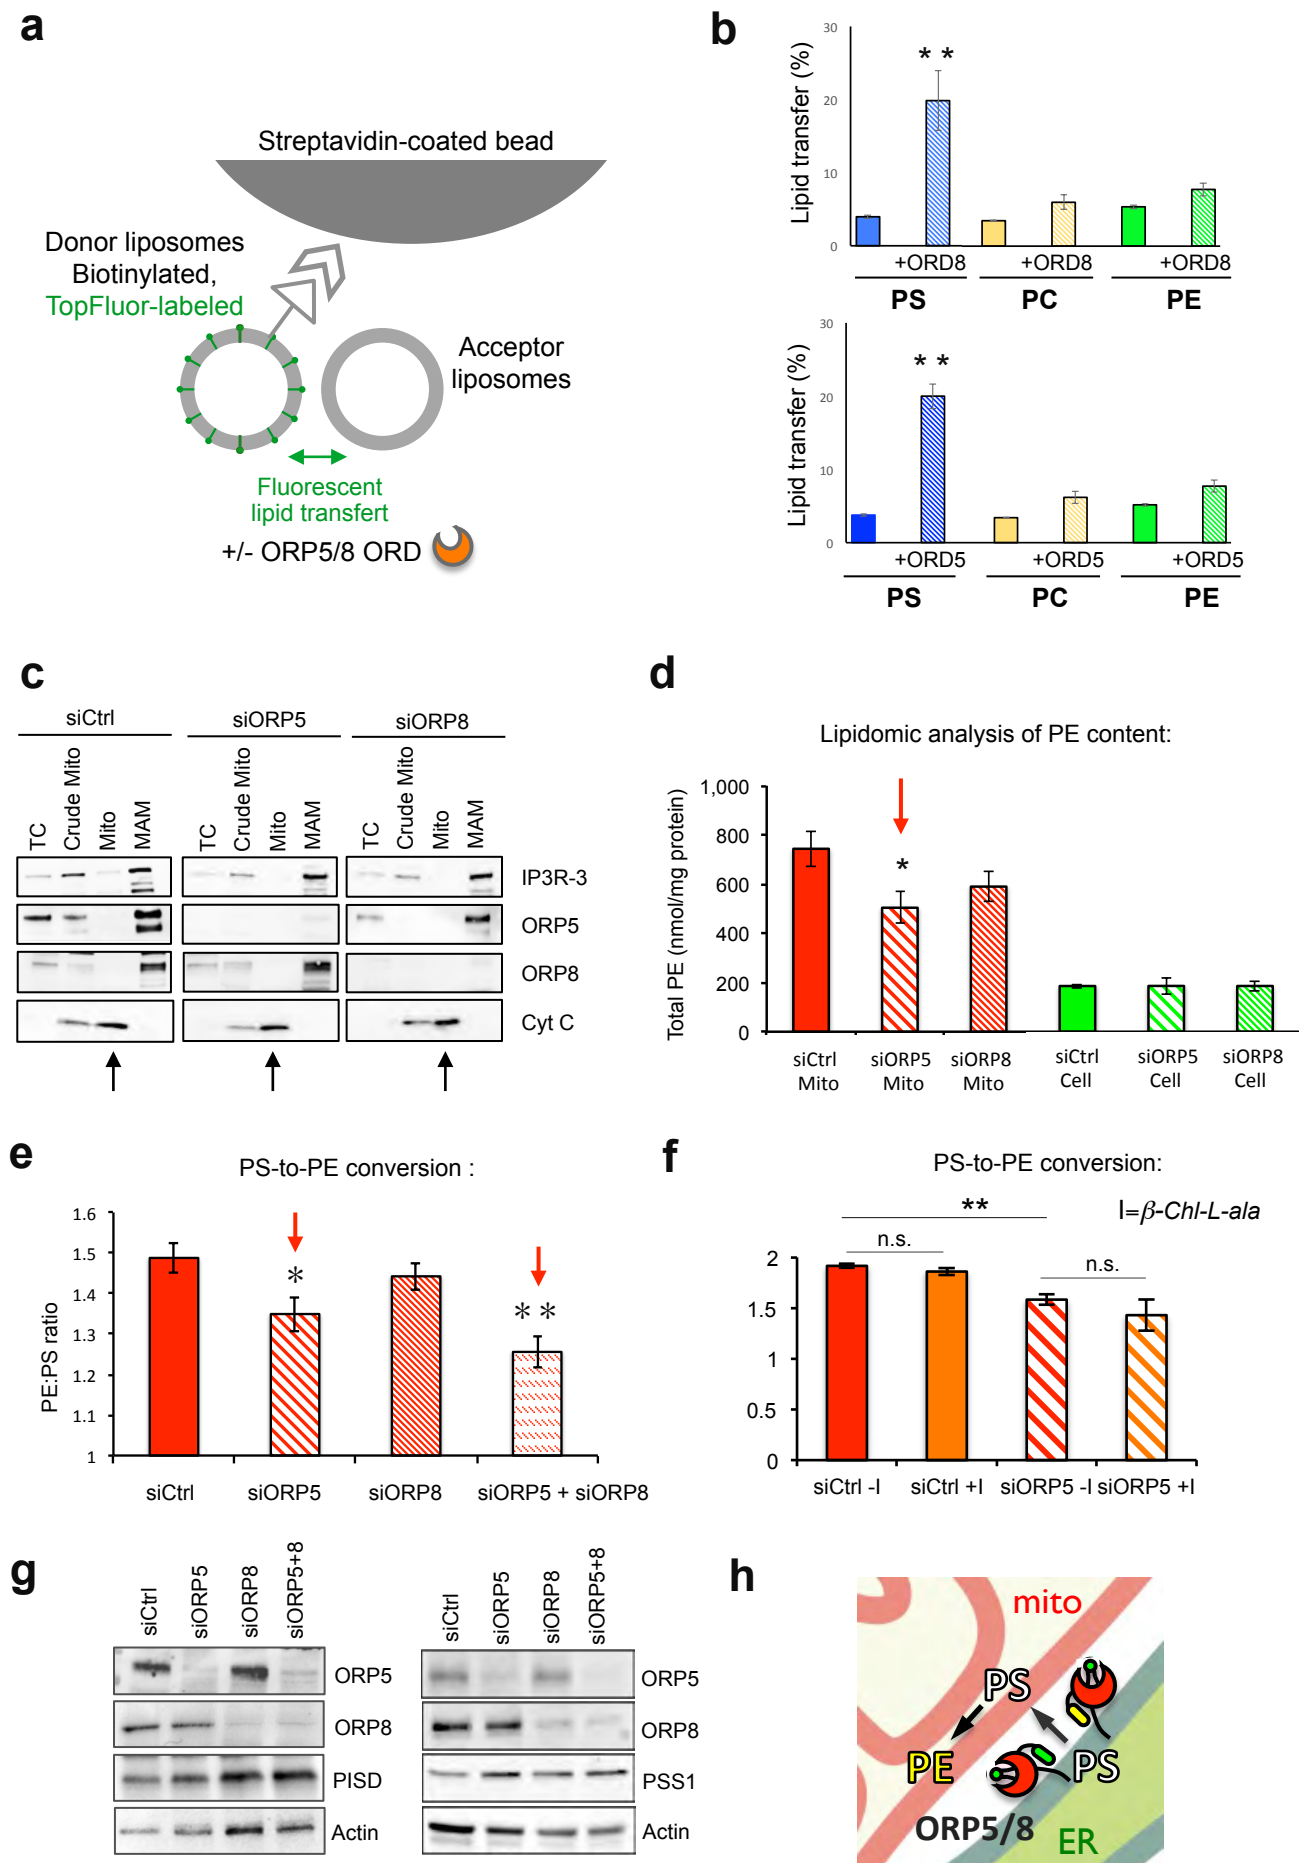 a
Streptavidin-coated bead
Donor liposomes
Biotinylated,
TopFluor-labeled
Acceptor
liposomes
Fluorescent
lipid transfert
+/- ORP5/8 ORD
b
Lipid transfer (%)
30
20
10
0
* *
+ORD8 +ORD8 +ORD8
PS PC PE
Lipid transfer (%)
30
20
10
0
* *
+ORD5 +ORD5 +ORD5
PS PC PE
c
siCtrl siORP5 siORP8
TC Crude Mito Mito MAM TC Crude Mito Mito MAM TC Crude Mito Mito MAM
IP3R-3
ORP5
ORP8
Cyt C
d
Lipidomic analysis of PE content:
Total PE (nmol/mg protein)
1,000
800
600
400
200
0
*
siCtrl siORP5 siORP8 siCtrl siORP5 siORP8
Mito Mito Mito Cell Cell Cell
e
PS-to-PE conversion :
PE:PS ratio
1.6
1.5
1.4
1.3
1.2
1.1
1
*
* *
siCtrl siORP5 siORP8 siORP5 + siORP8
f
PS-to-PE conversion:
I=β-Chl-L-ala
**
n.s.
n.s.
2
1.5
1
0.5
0
siCtrl -I siCtrl +I siORP5 -I siORP5 +I
g
siCtrl siORP5 siORP8 siORP5+8
ORP5
ORP8
PISD
Actin
siCtrl siORP5 siORP8 siORP5+8
ORP5
ORP8
PSS1
Actin
h
mito
PS
PE PS
ORP5/8 ER